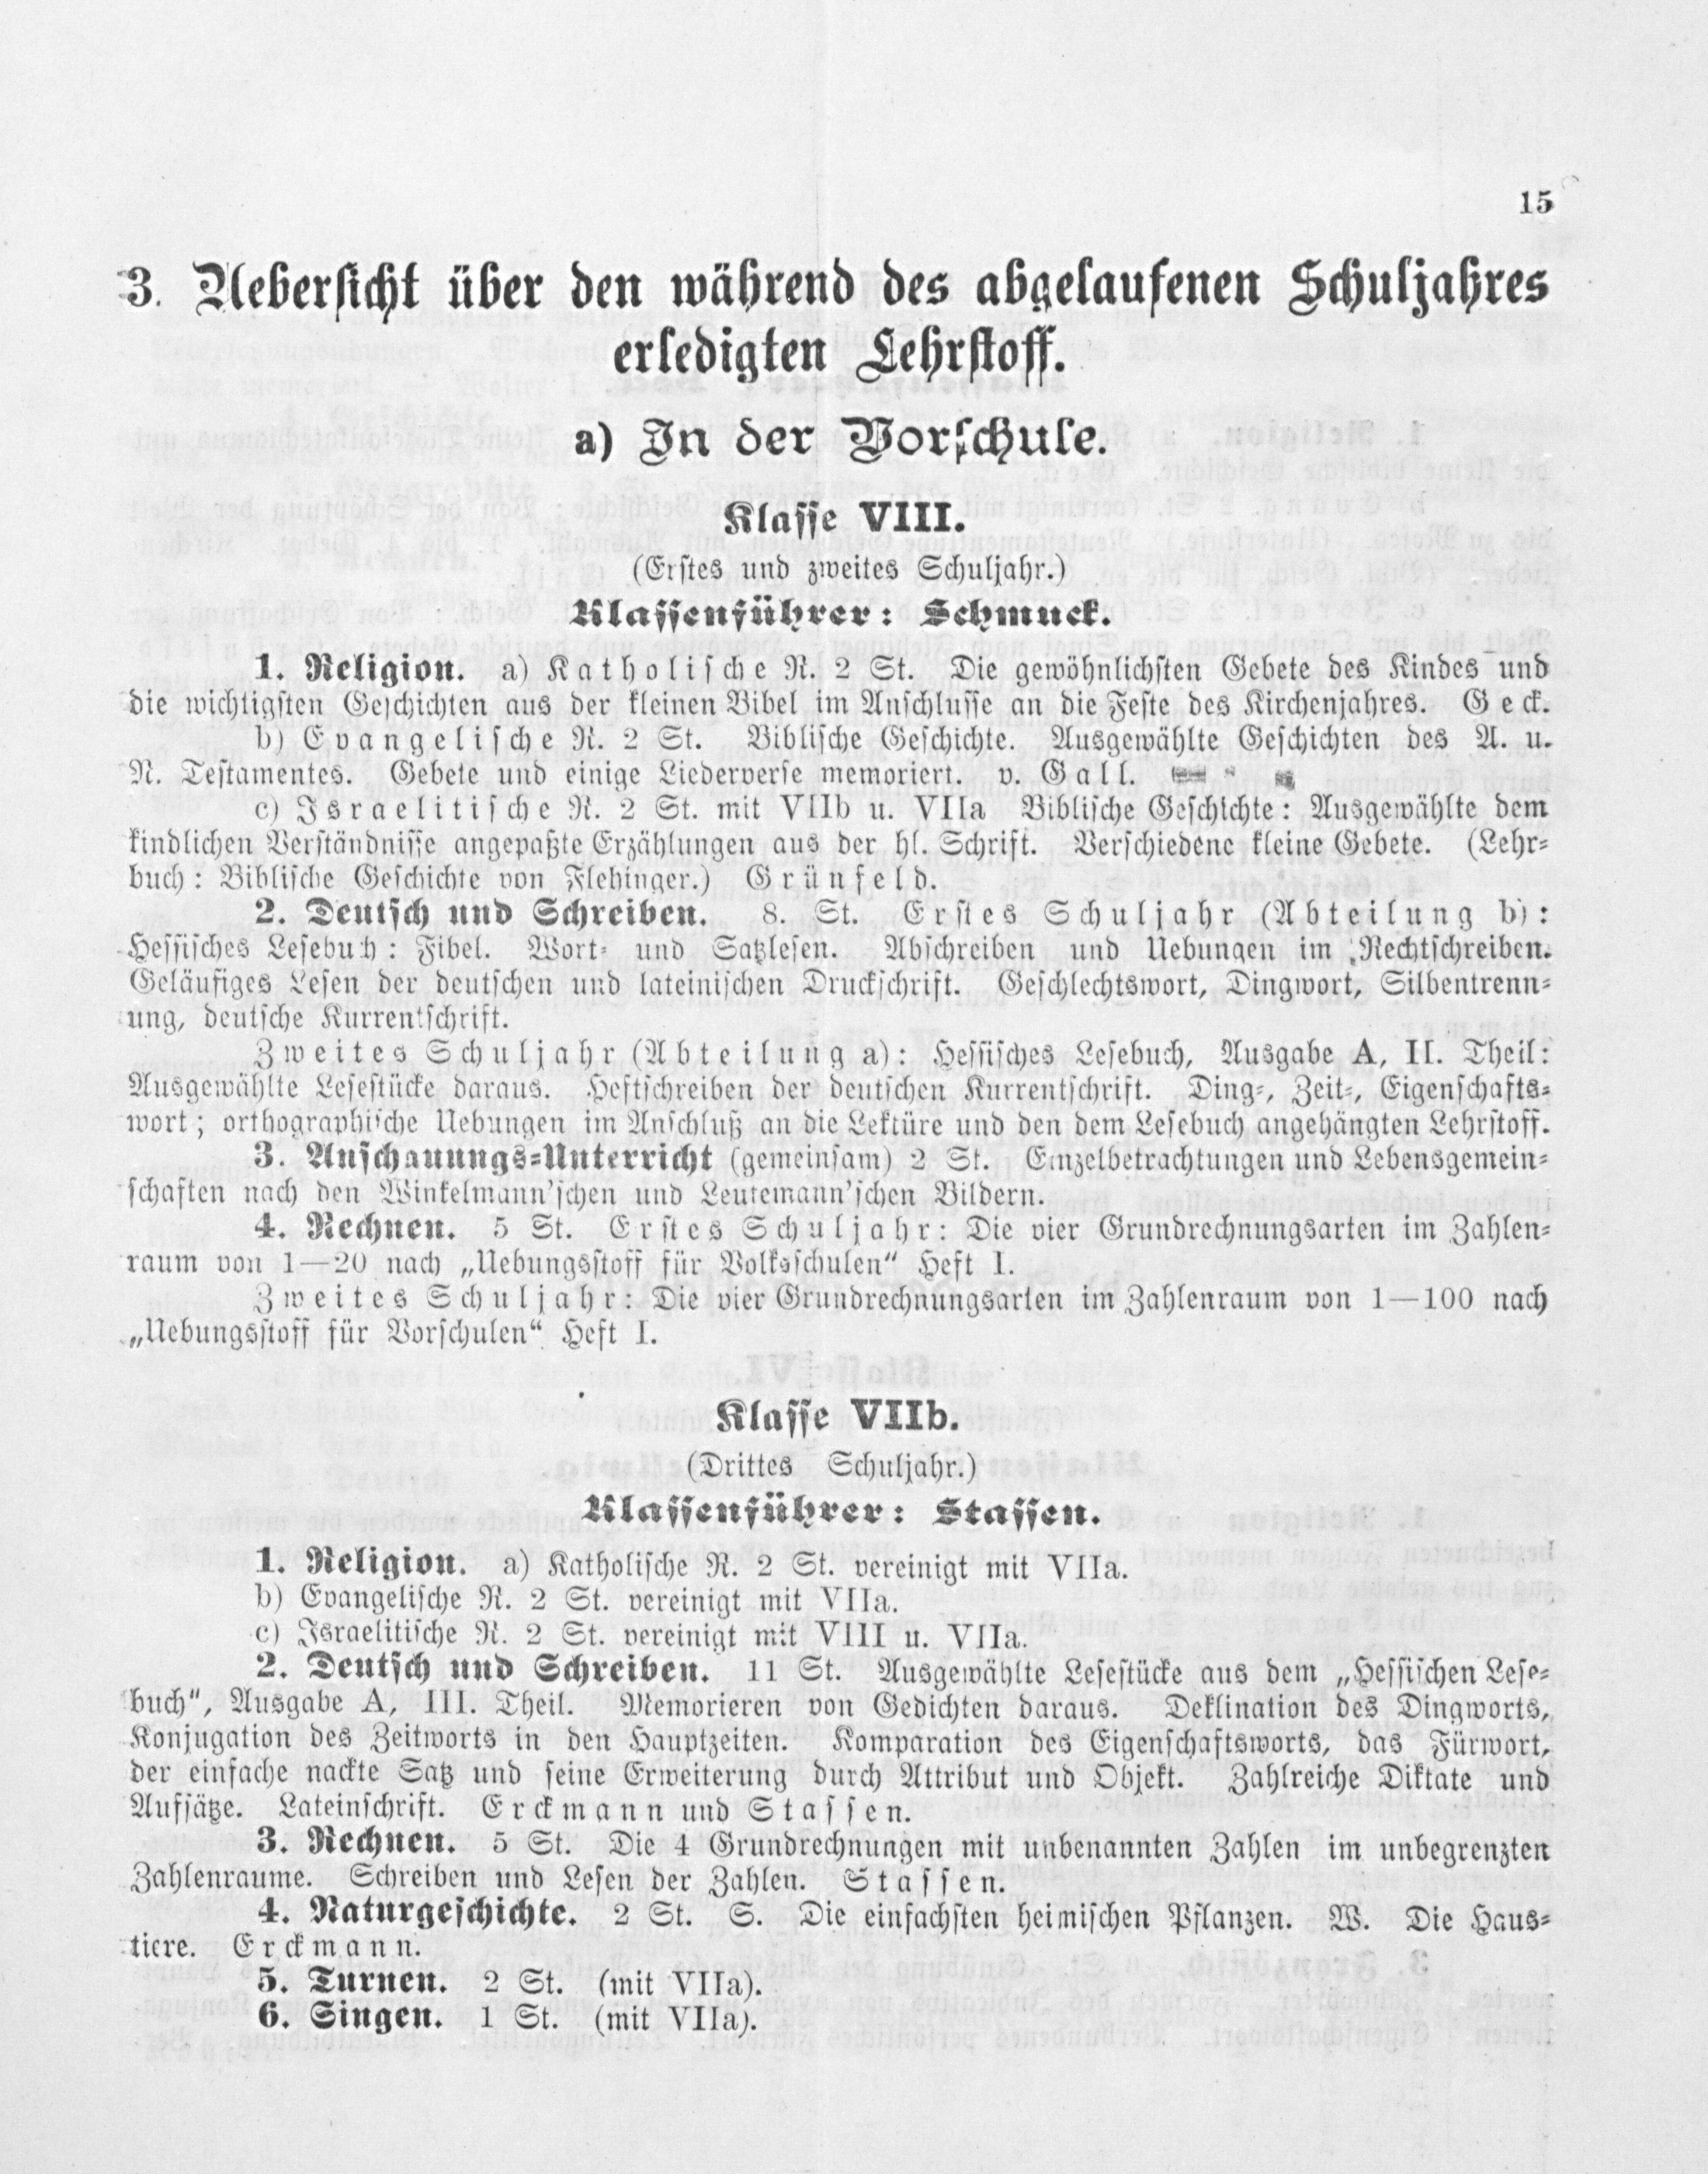 15
3. Uebersicht über den während des abgelaufenen Schuljahres
erledigten Lehrstoff.
a) In der Vorschule.
Klasse VIII.
(Erstes und zweites Schuljahr.)
Klassenführer: Schmuck.
1. Religion. a) Katholische R. 2 St. Die gewöhnlichsten Gebete des Kindes und
die wichtigsten Geschichten aus der kleinen Bibel im Anschlusse an die Feste des Kirchenjahres. Geck.
b) Evangelische R. 2 St. Biblische Geschichte. Ausgewählte Geschichten des A. u.
N. Testamentes. Gebete und einige Liederverse memoriert. v. Gall.
c) Israelitische R. 2 St. mit VIIb u. VIIa Biblische Geschichte: Ausgewählte dem
kindlichen Verständnisse angepaßte Erzählungen aus der hl. Schrift. Verschiedene kleine Gebete. (Lehr-
buch: Biblische Geschichte von Flehinger.) Grünfeld.
2. Deutsch und Schreiben. 8. St. Erstes Schuljahr (Abteilung b):
Hessisches Lesebuch: Fibel. Wort- und Satzlesen. Abschreiben und Uebungen im Rechtschreiben.
Geläufiges Lesen der deutschen und lateinischen Druckschrift. Geschlechtswort, Dingwort, Silbentrenn-
ung, deutsche Kurrentschrift.
Zweites Schuljahr (Abteilung a): Hessisches Lesebuch, Ausgabe A, II. Theil:
Ausgewählte Lesestücke daraus. Heftschreiben der deutschen Kurrentschrift. Ding-, Zeit-, Eigenschafts-
wort; orthographische Uebungen im Anschluß an die Lektüre und den dem Lesebuch angehängten Lehrstoff.
3. Anschauungs-Unterricht (gemeinsam) 2 St. Einzelbetrachtungen und Lebensgemein-
schaften nach den Winkelmann'schen und Leutemann'schen Bildern.
4. Rechnen. 5 St. Erstes Schuljahr: Die vier Grundrechnungsarten im Zahlen-
raum von 1—20 nach „Uebungsstoff für Volksschulen“ Heft I.
Zweites Schuljahr: Die vier Grundrechnungsarten im Zahlenraum von 1—100 nach
„Uebungsstoff für Vorschulen“ Heft I.
Klasse VIIb.
(Drittes Schuljahr.)
Klassenführer: Stassen.
1. Religion. a) Katholische R. 2 St. vereinigt mit VIIa.
b) Evangelische R. 2 St. vereinigt mit VIIa.
c) Israelitische R. 2 St. vereinigt mit VIII u. VIIa.
2. Deutsch und Schreiben. 11 St. Ausgewählte Lesestücke aus dem „Hessischen Lese-
buch“, Ausgabe A, III. Theil. Memorieren von Gedichten daraus. Deklination des Dingworts,
Konjugation des Zeitworts in den Hauptzeiten. Komparation des Eigenschaftsworts, das Fürwort,
der einfache nackte Satz und seine Erweiterung durch Attribut und Objekt. Zahlreiche Diktate und
Aufsätze. Lateinschrift. Erckmann und Stassen.
3. Rechnen. 5 St. Die 4 Grundrechnungen mit unbenannten Zahlen im unbegrenzten
Zahlenraume. Schreiben und Lesen der Zahlen. Stassen.
4. Naturgeschichte. 2 St. S. Die einfachsten heimischen Pflanzen. W. Die Haus-
tiere. Erckmann.
5. Turnen. 2 St. (mit VIIa).
6. Singen. 1 St. (mit VIIa).